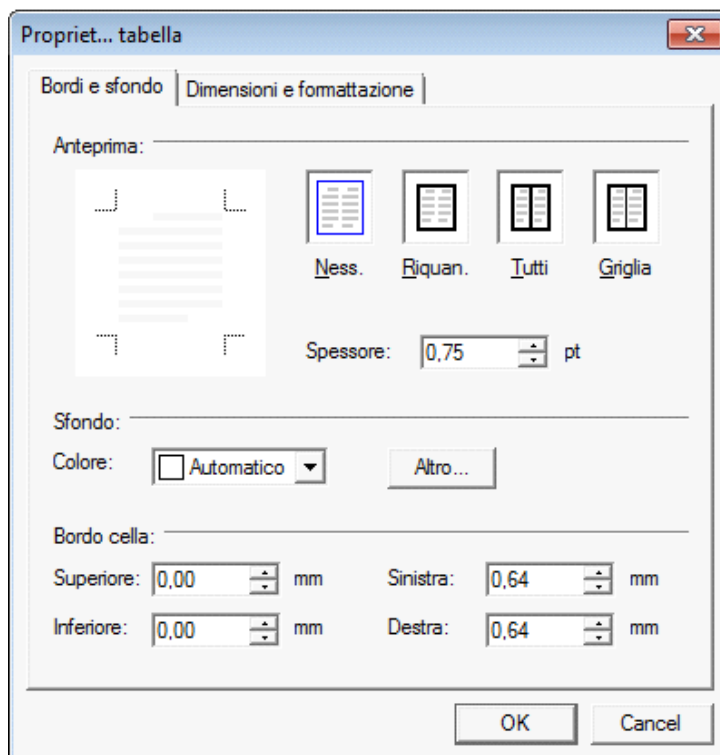 Propriet... tabella
Bordi e sfondo Dimensioni e formattazione
Anteprima:
Ness. Riquan. Tutti Griglia
Spessore: 0,75 pt
Sfondo:
Colore: Automatico Altro...
Bordo cella:
Superiore: 0,00 mm Sinistra: 0,64 mm
Inferiore: 0,00 mm Destra: 0,64 mm
OK Cancel